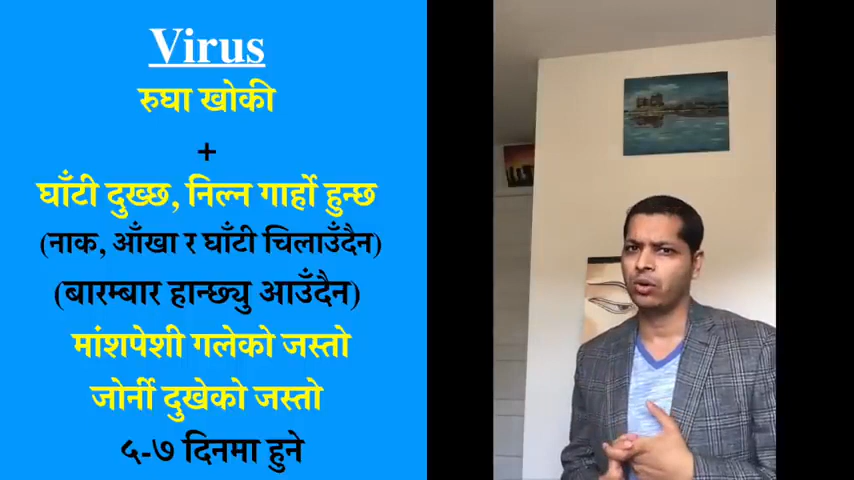 Virus
रुघा खोकी
+
घाँटी दुख्छ, निल्न गार्हो हुन्छ
(नाक, आँखा र घाँटी चिलाउँदैन)
(बारम्बार हान्छ्यु आउँदैन)
मांशपेशी गलेको जस्तो
जोर्नी दुखेको जस्तो
५-७ दिनमा हुने